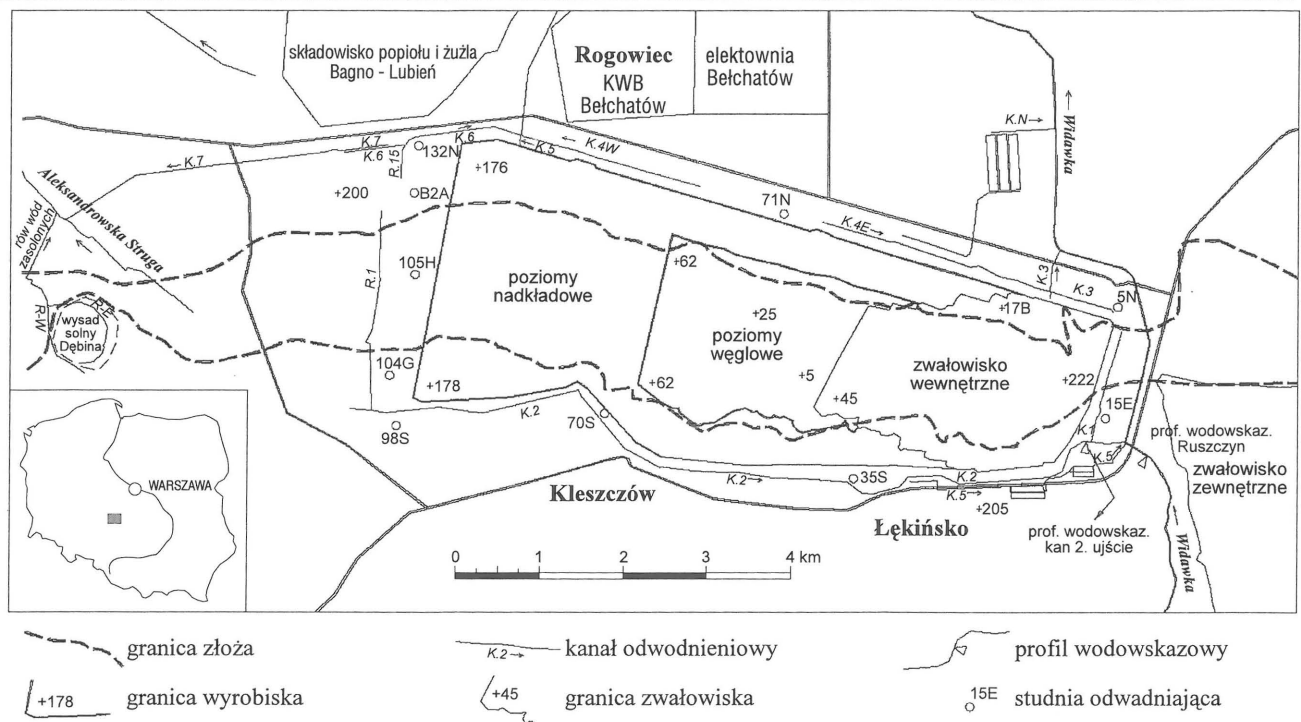 składowisko popiołu i żużla
Bagno - Lubień
Rogowiec
KWB
Bełchatów
elektownia
Bełchatów
K.N→
← Widawka
K.7
K.6
K.7
K.6
R.15
132N
K.5
← K.4W
+176
+200
B2A
71N
K.4E→
Aleksandrowska Struga
rów wód
zasolonych
R.1
105H
poziomy
nadkładowe
+62
K.3
K.3
5N
+17B
R-W
R-P
wysad
solny
Dębina
+25
poziomy
węglowe
zwałowisko
wewnętrzne
104G
+178
+62
+5
+45
+222
15E
K.1
98S
K.2
70S
prof. wodowskaz.
Ruszczyn
K.5
zwałowisko
zewnętrzne
WARSZAWA
K.2 →
35S
K.2
K.5→
+205
Kleszczów
Łękińsko
prof. wodowskaz.
kan 2. ujście
Widawka
0 1 2 3 4 km
granica złoża
K.2→
kanał odwodnieniowy
profil wodowskazowy
+178
granica wyrobiska
+45
granica zwałowiska
15E
studnia odwadniająca